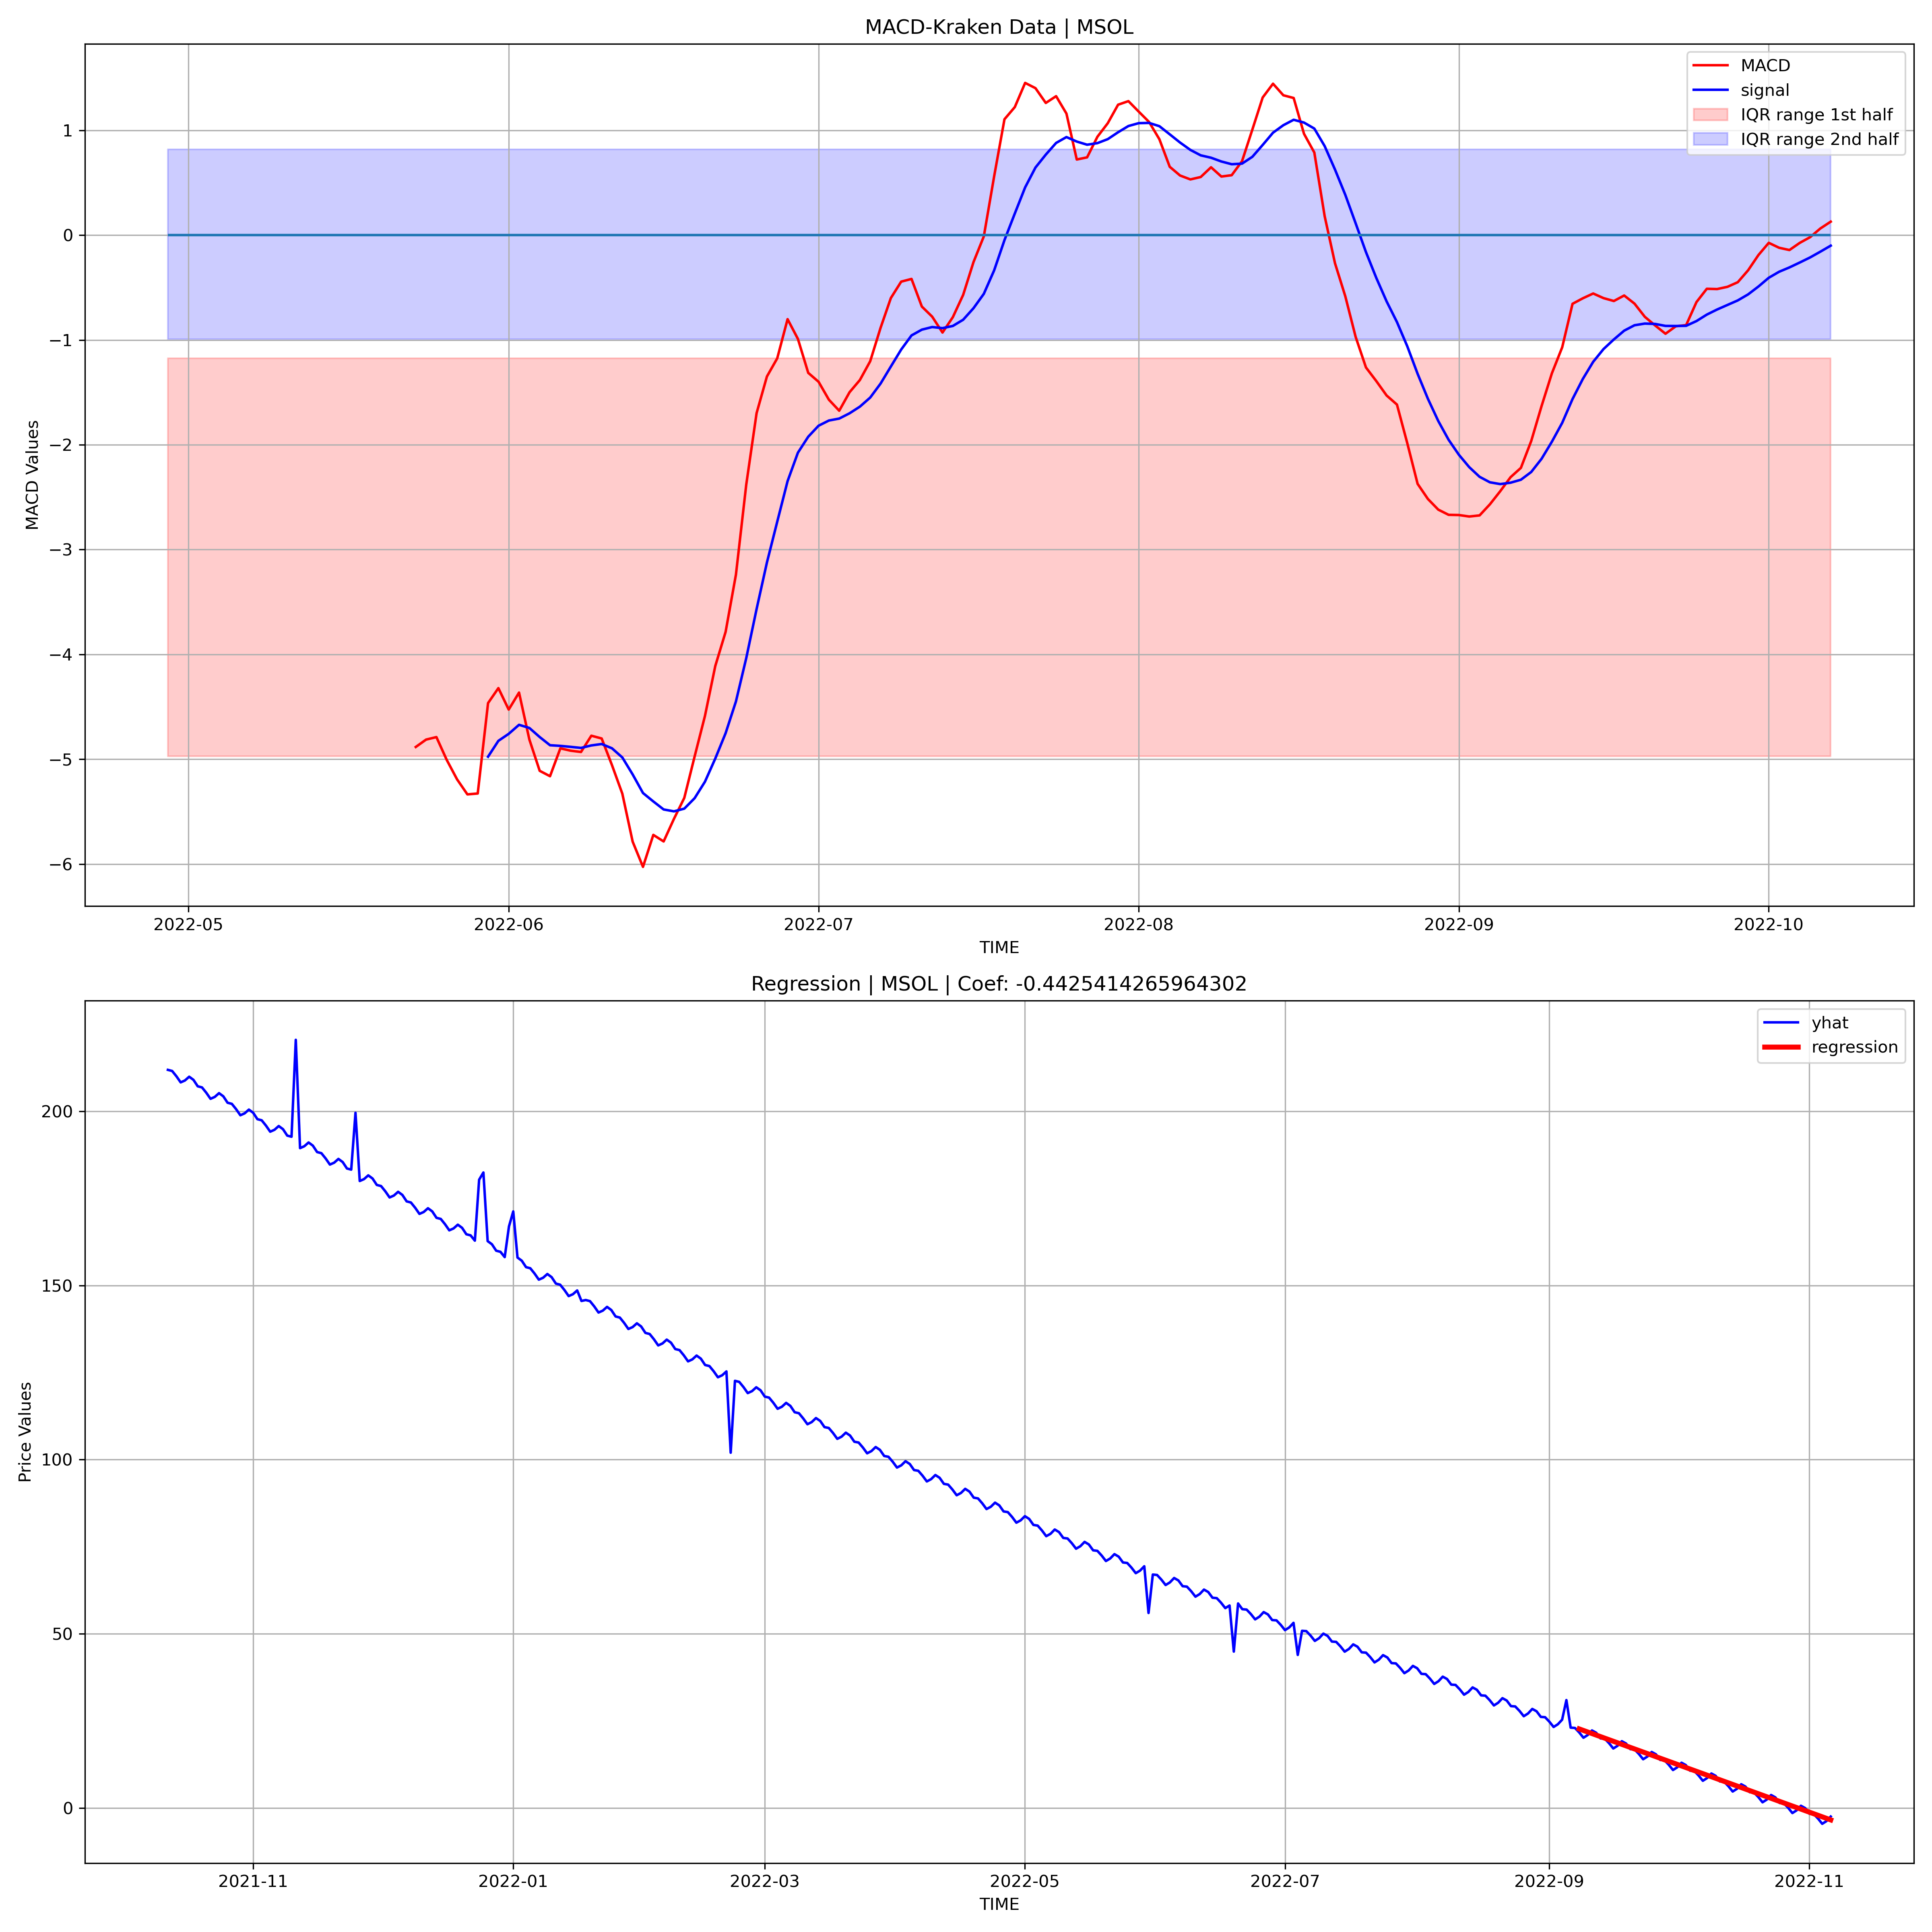 MACD-Kraken Data | MSOL
MACD
signal
IQR range 1st half
IQR range 2nd half
MACD Values
1
0
−1
−2
−3
−4
−5
−6
2022-05 2022-06 2022-07 2022-08 2022-09 2022-10
TIME
Regression | MSOL | Coef: -0.4425414265964302
yhat
regression
Price Values
200
150
100
50
0
2021-11 2022-01 2022-03 2022-05 2022-07 2022-09 2022-11
TIME